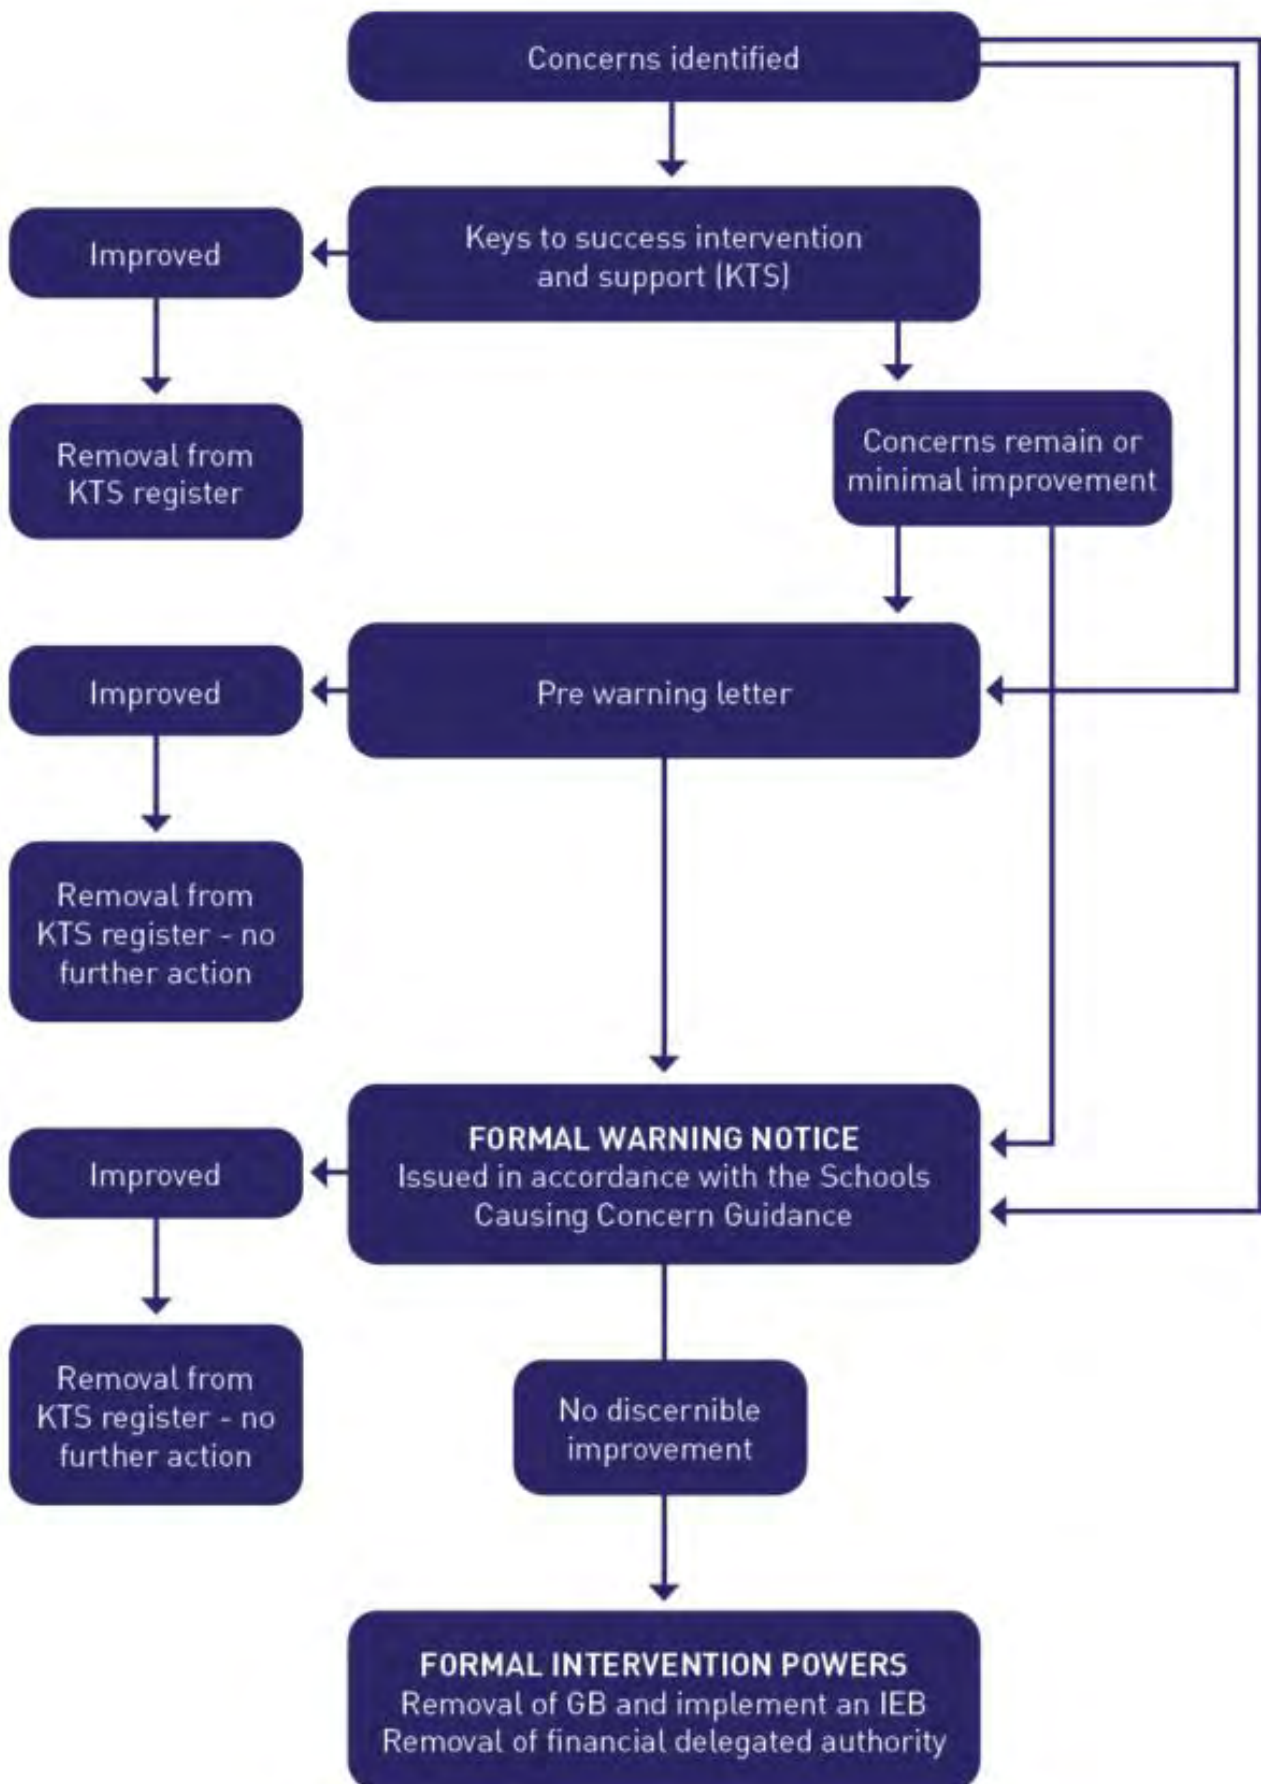 Concerns identified
Keys to success intervention
and support (KTS)
Improved
Removal from
KTS register
Concerns remain or
minimal improvement
Pre warning letter
Improved
Removal from
KTS register - no
further action
FORMAL WARNING NOTICE
Issued in accordance with the Schools
Causing Concern Guidance
Improved
Removal from
KTS register - no
further action
No discernible
improvement
FORMAL INTERVENTION POWERS
Removal of GB and implement an IEB
Removal of financial delegated authority